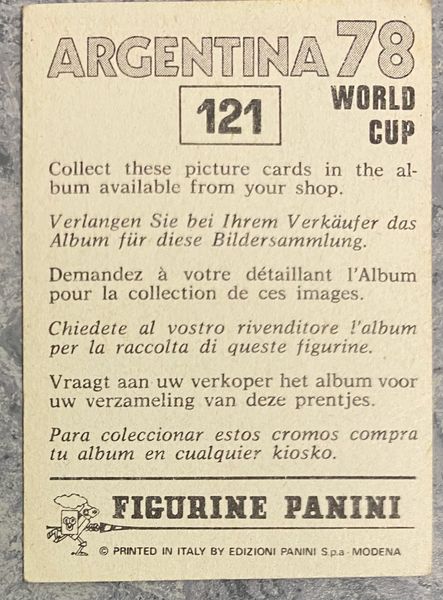 ARGENTINA 78
121
WORLD
CUP
Collect these picture cards in the al-
bum available from your shop.
Verlangen Sie bei Ihrem Verkäufer das
Album für diese Bildersammlung.
Demandez à votre détaillant l'Album
pour la collection de ces images.
Chiedete al vostro rivenditore l'album
per la raccolta di queste figurine.
Vraagt aan uw verkoper het album voor
uw verzameling van deze prentjes.
Para coleccionar estos cromos compra
tu album en cualquier kiosko.
FIGURINE PANINI
© PRINTED IN ITALY BY EDIZIONI PANINI S.p.a - MODENA